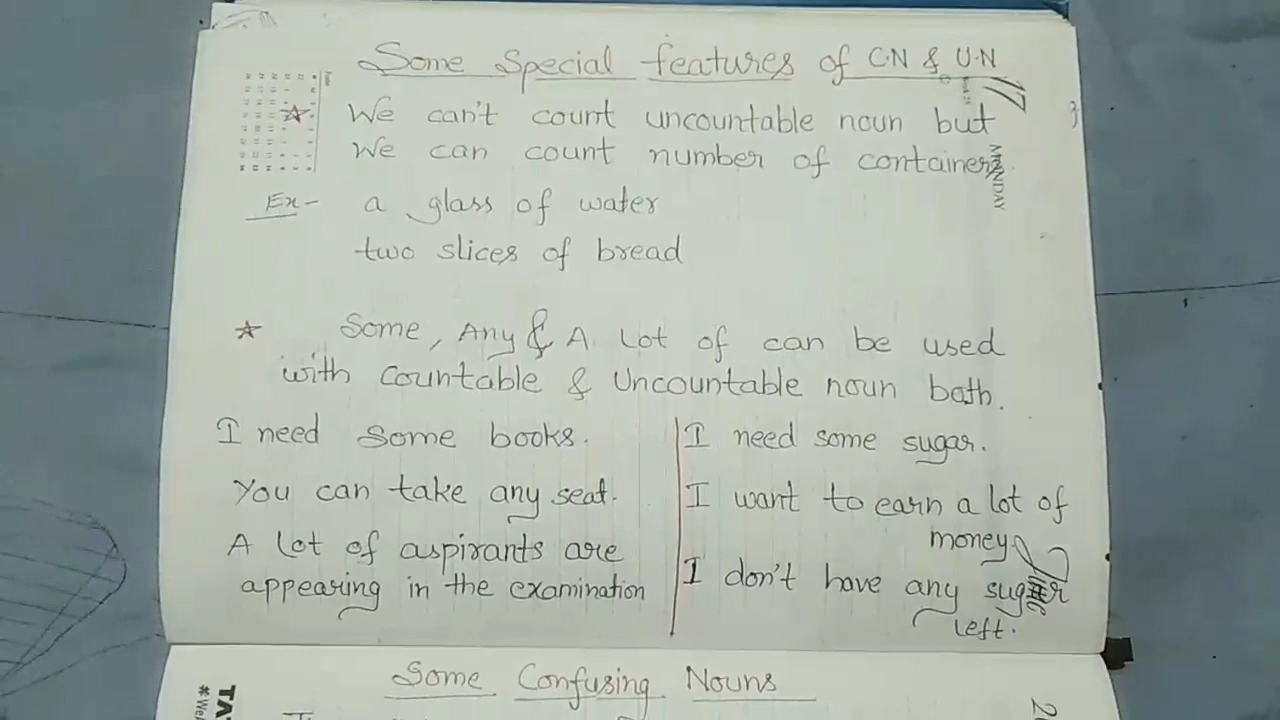 Some Special features of C.N & U.N
17
MONDAY
☆ We can't count uncountable noun but
We can count number of containers.
Ex- a glass of water
two slices of bread
☆ Some, Any & A Lot of can be used
with Countable & Uncountable noun bath.
I need Some books.
You can take any seat.
A lot of aspirants are
appearing in the examination
I need some sugar.
I want to earn a lot of
money
I don't have any sugar
left.
Some Confusing Nouns